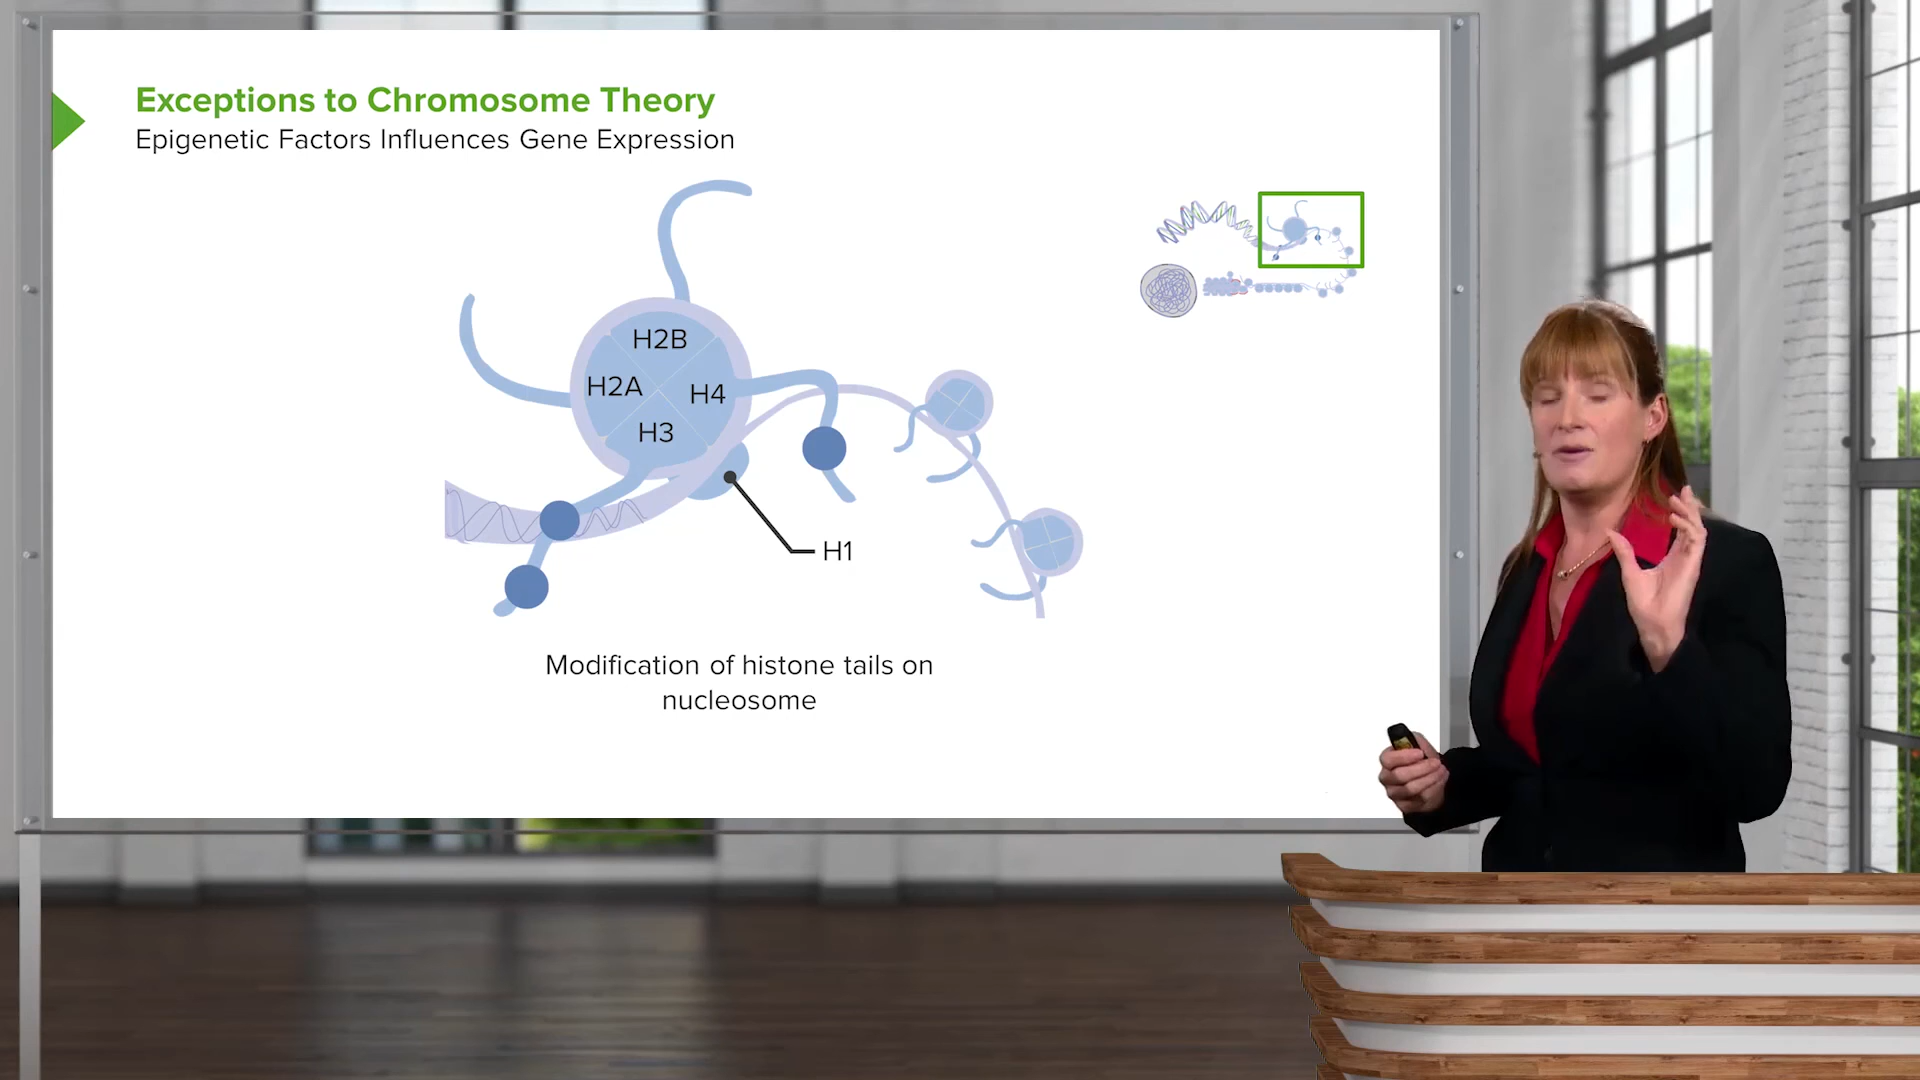 Exceptions to Chromosome Theory
Epigenetic Factors Influences Gene Expression
H2B
H2A
H4
H3
H1
Modification of histone tails on
nucleosome